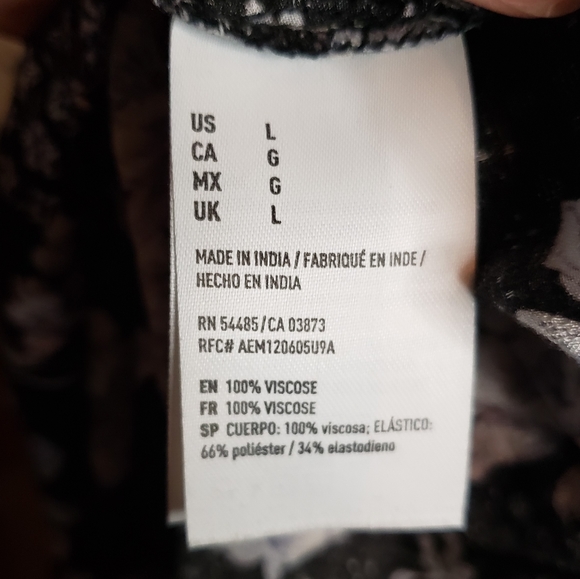 US L
CA G
MX G
UK L
MADE IN INDIA / FABRIQUÉ EN INDE /
HECHO EN INDIA
RN 54485/CA 03873
RFC# AEM120605U9A
EN 100% VISCOSE
FR 100% VISCOSE
SP CUERPO: 100% viscosa; ELÁSTICO:
66% poliéster / 34% elastodieno